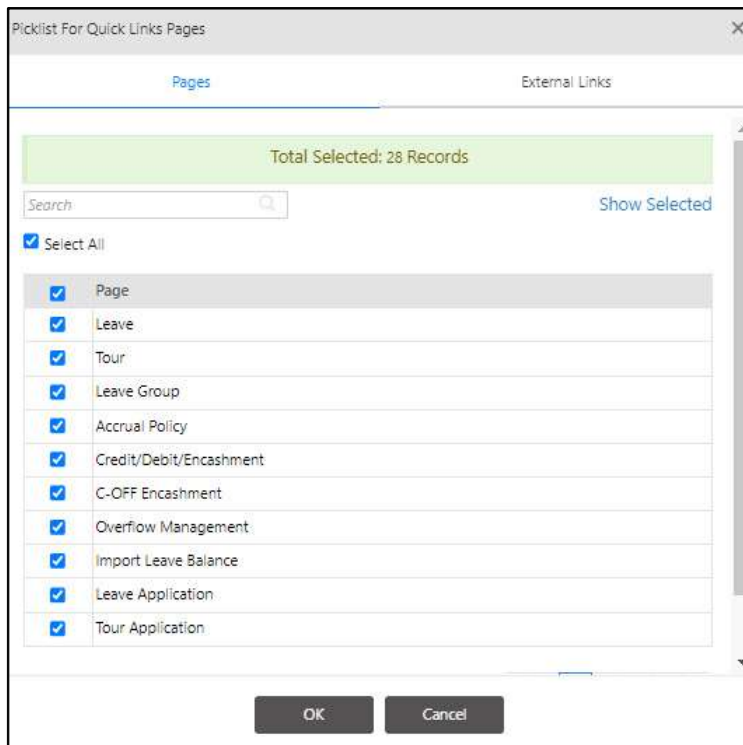 Picklist For Quick Links Pages
Pages External Links
Total Selected: 28 Records
Search Show Selected
Select All
Page
Leave
Tour
Leave Group
Accrual Policy
Credit/Debit/Encashment
C-OFF Encashment
Overflow Management
Import Leave Balance
Leave Application
Tour Application
OK Cancel